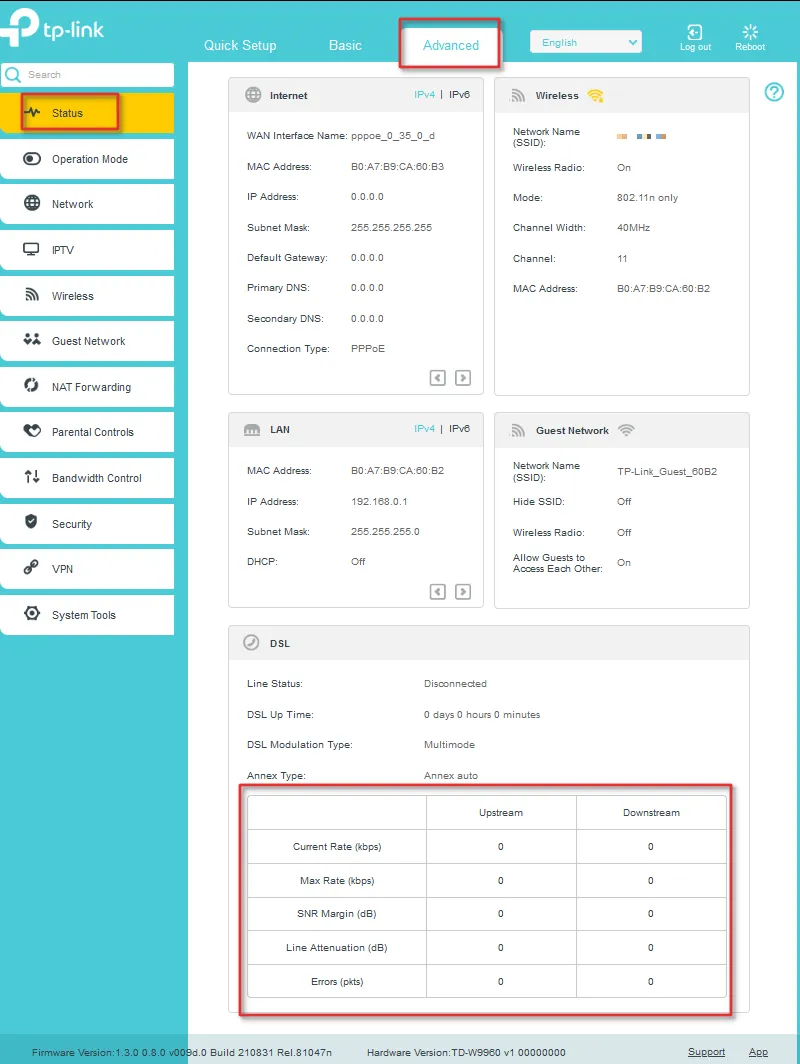 tp-link
Quick Setup Basic Advanced English Log out Reboot
Search
Status
Operation Mode
Network
IPTV
Wireless
Guest Network
NAT Forwarding
Parental Controls
Bandwidth Control
Security
VPN
System Tools
Internet IPv4 | IPv6
WAN Interface Name: pppoe_0_35_0_d
MAC Address: B0:A7:B9:CA:60:B3
IP Address: 0.0.0.0
Subnet Mask: 255.255.255.255
Default Gateway: 0.0.0.0
Primary DNS: 0.0.0.0
Secondary DNS: 0.0.0.0
Connection Type: PPPoE
Wireless
Network Name
(SSID):
Wireless Radio: On
Mode: 802.11n only
Channel Width: 40MHz
Channel: 11
MAC Address: B0:A7:B9:CA:60:B2
LAN IPv4 | IPv6
MAC Address: B0:A7:B9:CA:60:B2
IP Address: 192.168.0.1
Subnet Mask: 255.255.255.0
DHCP: Off
Guest Network
Network Name
(SSID): TP-Link_Guest_60B2
Hide SSID: Off
Wireless Radio: Off
Allow Guests to
Access Each Other: On
DSL
Line Status: Disconnected
DSL Up Time: 0 days 0 hours 0 minutes
DSL Modulation Type: Multimode
Annex Type: Annex auto
Upstream Downstream
Current Rate (kbps) 0 0
Max Rate (kbps) 0 0
SNR Margin (dB) 0 0
Line Attenuation (dB) 0 0
Errors (pkts) 0 0
Firmware Version:1.3.0 0.8.0 v009d.0 Build 210831 Rel.81047n Hardware Version:TD-W9960 v1 00000000 Support App